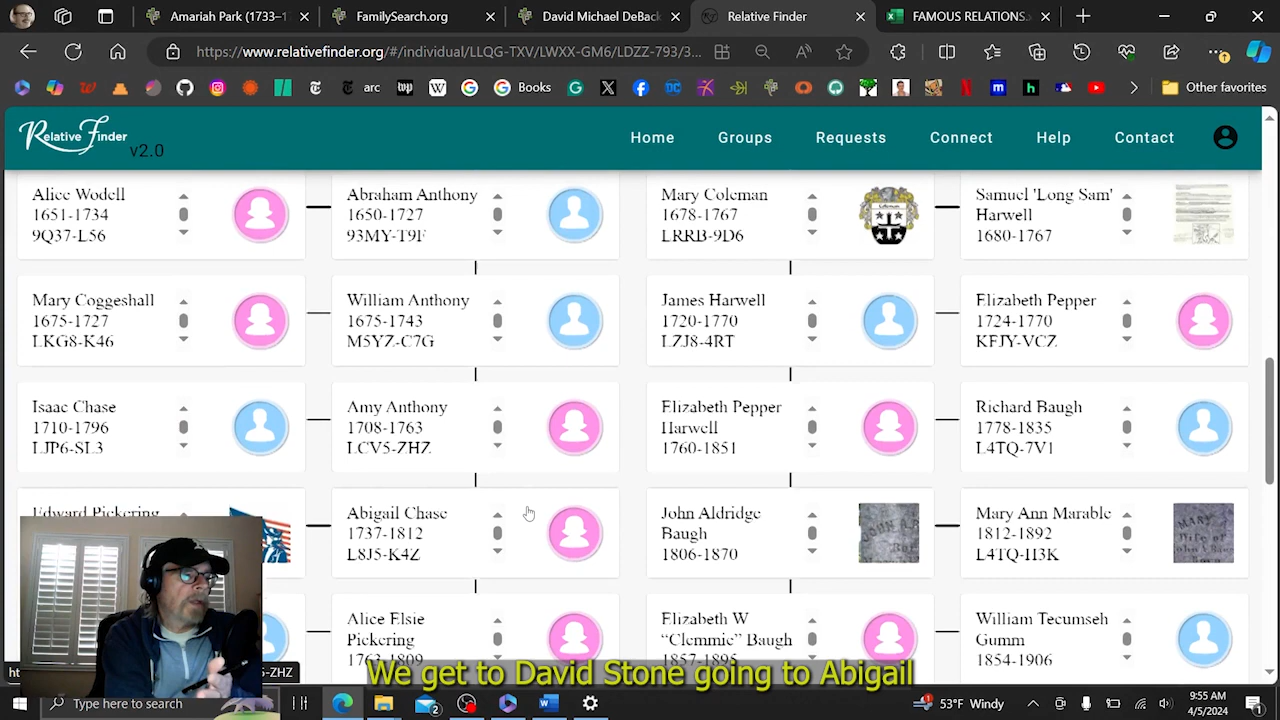 Amariah Park (1733–1
FamilySearch.org
David Michael DeBack
Relative Finder
FAMOUS RELATIONS.
https://www.relativefinder.org/#/individual/LLQG-TXV/LWXX-GM6/LDZZ-793/3...
arc
Books
Other favorites
Relative Finder v2.0
Home Groups Requests Connect Help Contact
Alice Wodell
1651-1734
9Q37-L56
Abraham Anthony
1650-1727
93MY-T9F
Mary Coleman
1678-1767
LRRB-9D6
Samuel 'Long Sam'
Harwell
1680-1767
Mary Coggeshall
1675-1727
LKG8-K46
William Anthony
1675-1743
M5YZ-C7G
James Harwell
1720-1770
LZJ8-4RT
Elizabeth Pepper
1724-1770
KFJY-VCZ
Isaac Chase
1710-1796
LJP6-SL3
Amy Anthony
1708-1763
LCV5-ZHZ
Elizabeth Pepper
Harwell
1760-1851
Richard Baugh
1778-1835
L4TQ-7V1
Edward Pickering
Abigail Chase
1737-1812
L8J5-K4Z
John Aldridge
Baugh
1806-1870
Mary Ann Marable
1812-1892
L4TQ-H3K
Alice Elsie
Pickering
Elizabeth W
“Clemmie” Baugh
1857-1895
William Tecumseh
Gumm
1854-1906
5-ZHZ
We get to David Stone going to Abigail
Type here to search
53°F Windy
9:55 AM
4/5/2024